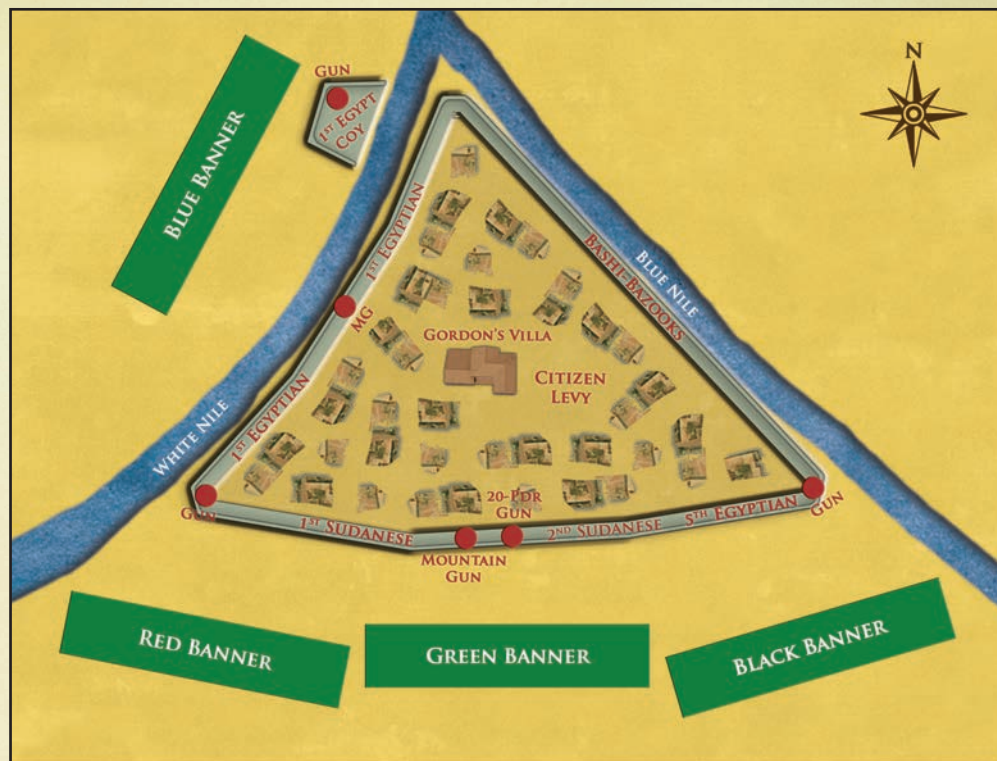 N
GUN
1ST EGYPT
COY
BLUE BANNER
1ST EGYPTIAN
BASHI-BAZOOKS
BLUE NILE
MG
GORDON'S VILLA
CITIZEN
LEVY
1ST EGYPTIAN
WHITE NILE
GUN
1ST SUDANESE
20-PDR
GUN
MOUNTAIN
GUN
2ND SUDANESE
5TH EGYPTIAN
GUN
RED BANNER
GREEN BANNER
BLACK BANNER